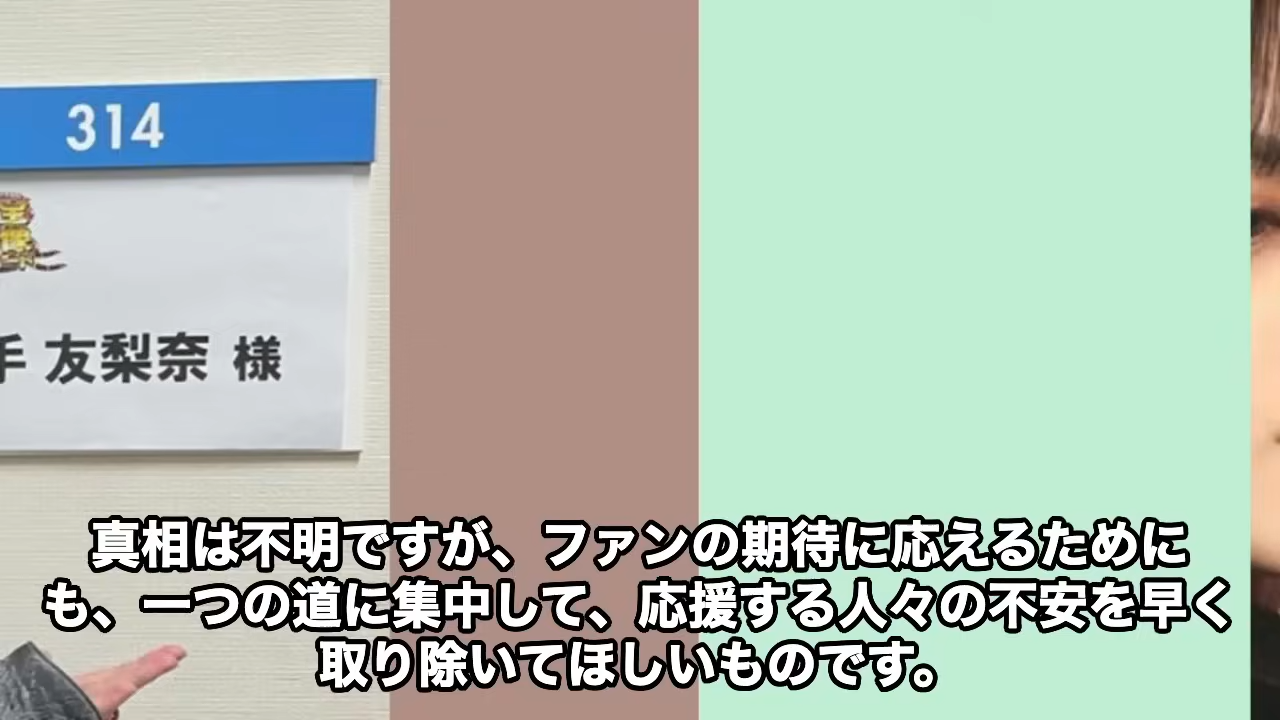 314
友梨奈 様
真相は不明ですが、ファンの期待に応えるために
も、一つの道に集中して、応援する人々の不安を早く
取り除いてほしいものです。